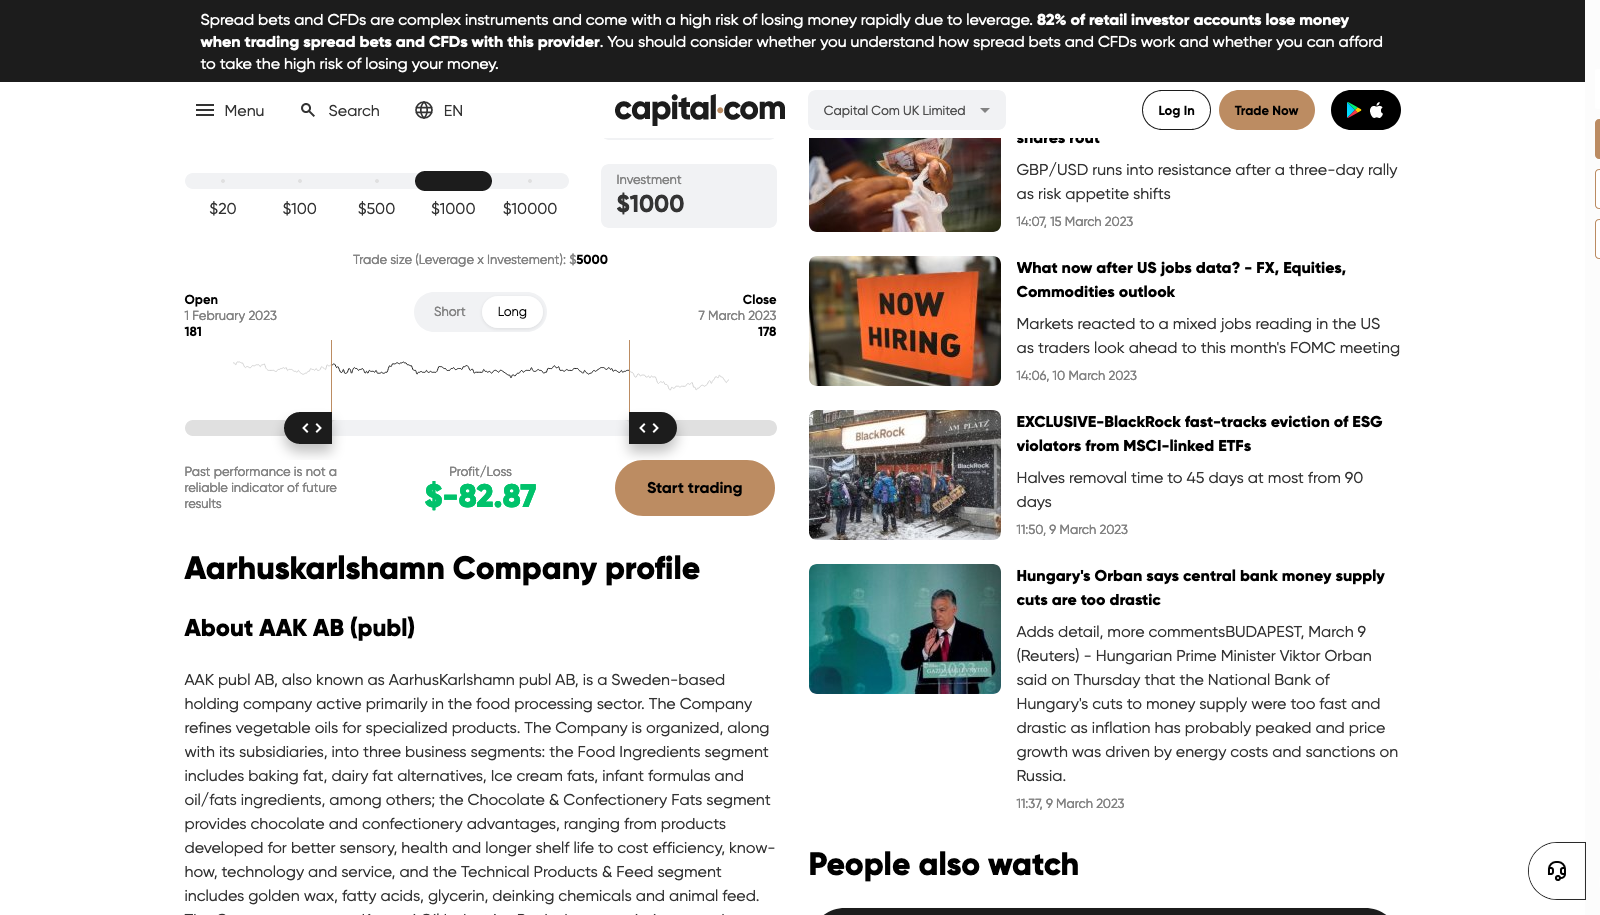 Spread bets and CFDs are complex instruments and come with a high risk of losing money rapidly due to leverage. 82% of retail investor accounts lose money
when trading spread bets and CFDs with this provider. You should consider whether you understand how spread bets and CFDs work and whether you can afford
to take the high risk of losing your money.
Menu
Search
EN
capital.com
Capital Com UK Limited
Log In
Trade Now
$20
$100
$500
$1000
$10000
Investment
$1000
Trade size (Leverage x Investement): $5000
Open
1 February 2023
181
Short
Long
Close
7 March 2023
178
Past performance is not a
reliable indicator of future
results
Profit/Loss
$-82.87
Start trading
Aarhuskarlshamn Company profile
About AAK AB (publ)
AAK publ AB, also known as AarhusKarlshamn publ AB, is a Sweden-based
holding company active primarily in the food processing sector. The Company
refines vegetable oils for specialized products. The Company is organized, along
with its subsidiaries, into three business segments: the Food Ingredients segment
includes baking fat, dairy fat alternatives, Ice cream fats, infant formulas and
oil/fats ingredients, among others; the Chocolate & Confectionery Fats segment
provides chocolate and confectionery advantages, ranging from products
developed for better sensory, health and longer shelf life to cost efficiency, know-
how, technology and service, and the Technical Products & Feed segment
includes golden wax, fatty acids, glycerin, deinking chemicals and animal feed.
shares rout
GBP/USD runs into resistance after a three-day rally
as risk appetite shifts
14:07, 15 March 2023
NOW
HIRING
What now after US jobs data? - FX, Equities,
Commodities outlook
Markets reacted to a mixed jobs reading in the US
as traders look ahead to this month's FOMC meeting
14:06, 10 March 2023
BlackRock
AM PLATZ
BlackRock
EXCLUSIVE-BlackRock fast-tracks eviction of ESG
violators from MSCI-linked ETFs
Halves removal time to 45 days at most from 90
days
11:50, 9 March 2023
2023
Hungary's Orban says central bank money supply
cuts are too drastic
Adds detail, more commentsBUDAPEST, March 9
(Reuters) - Hungarian Prime Minister Viktor Orban
said on Thursday that the National Bank of
Hungary's cuts to money supply were too fast and
drastic as inflation has probably peaked and price
growth was driven by energy costs and sanctions on
Russia.
11:37, 9 March 2023
People also watch